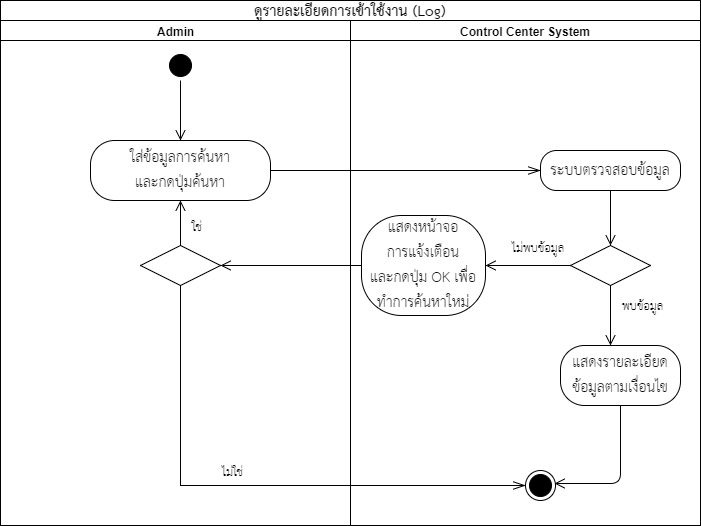 ดูรายละเอียดการเข้าใช้งาน (Log)
Admin
Control Center System
ใส่ข้อมูลการค้นหา
และกดปุ่มค้นหา
ระบบตรวจสอบข้อมูล
ใช่
แสดงหน้าจอ
การแจ้งเตือน
และกดปุ่ม OK เพื่อ
ทำการค้นหาใหม่
ไม่พบข้อมูล
พบข้อมูล
แสดงรายละเอียด
ข้อมูลตามเงื่อนไข
ไม่ใช่